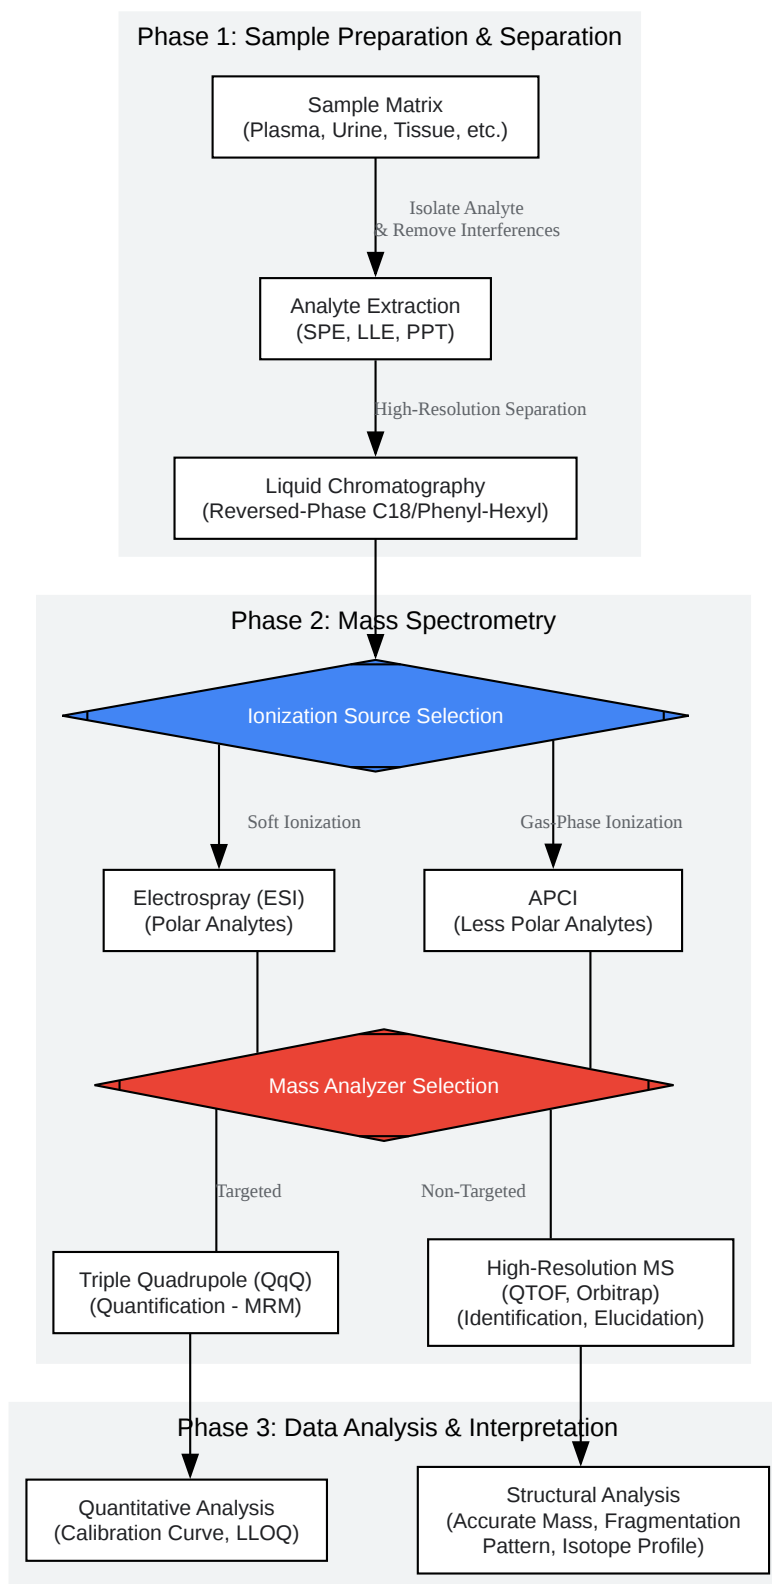 Phase 1: Sample Preparation & Separation
Sample Matrix
(Plasma, Urine, Tissue, etc.)
Isolate Analyte
& Remove Interferences
Analyte Extraction
(SPE, LLE, PPT)
High-Resolution Separation
Liquid Chromatography
(Reversed-Phase C18/Phenyl-Hexyl)
Phase 2: Mass Spectrometry
Ionization Source Selection
Soft Ionization
Gas-Phase Ionization
Electrospray (ESI)
(Polar Analytes)
APCI
(Less Polar Analytes)
Mass Analyzer Selection
Targeted
Non-Targeted
Triple Quadrupole (QqQ)
(Quantification - MRM)
High-Resolution MS
(QTOF, Orbitrap)
(Identification, Elucidation)
Phase 3: Data Analysis & Interpretation
Quantitative Analysis
(Calibration Curve, LLOQ)
Structural Analysis
(Accurate Mass, Fragmentation
Pattern, Isotope Profile)